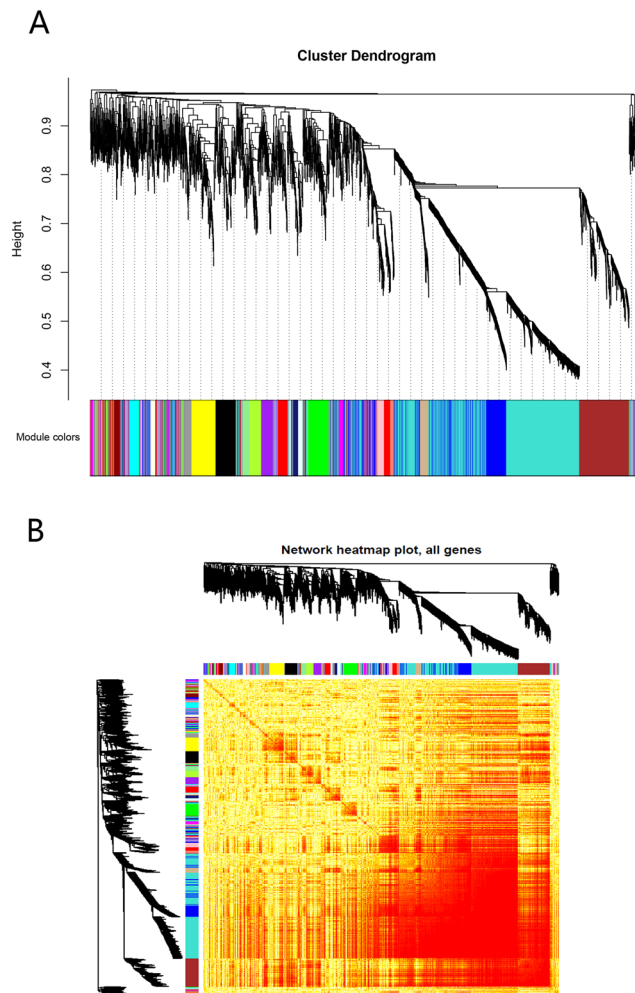 A
Cluster Dendrogram
Height
0.9
0.8
0.7
0.6
0.5
0.4
Module colors
B
Network heatmap plot, all genes